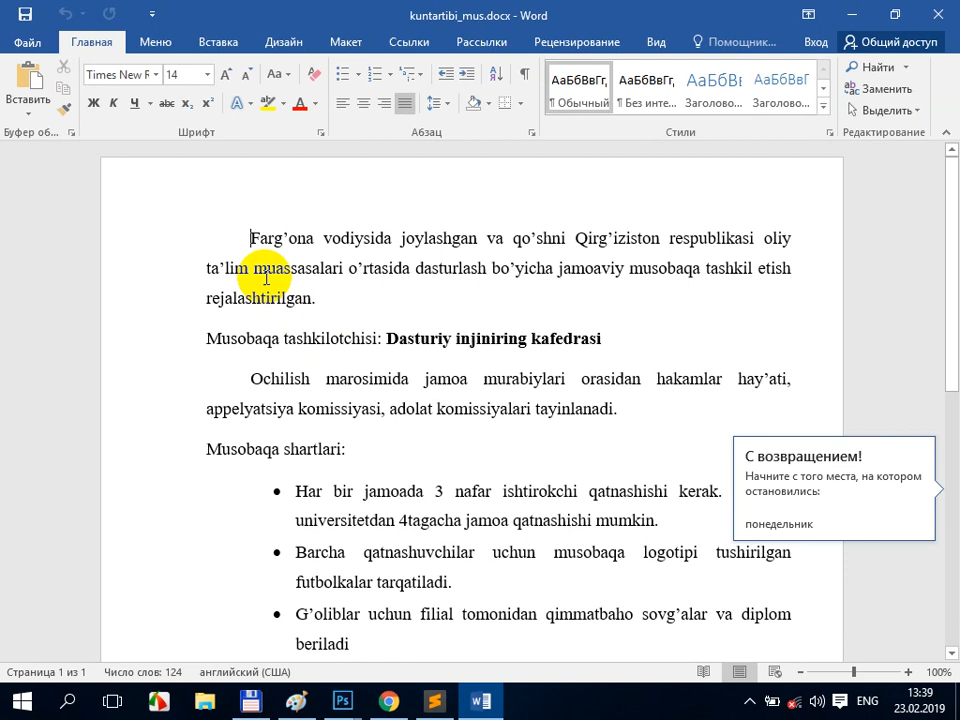 kuntartibi_mus.docx - Word
Файл Главная Меню Вставка Дизайн Макет Ссылки Рассылки Рецензирование Вид Помощник... Вход Общий доступ
Times New R 14 Aa АаБбВвГг, АаБбВвГг, АаБбВı АаБбВвГ Найти
Вставить Ж К Ч abc x₂ x² A A ¶ Обычный ¶ Без инте... Заголово... Заголово... Заменить
Выделить
Буфер об... Шрифт Абзац Стили Редактирование
Farg’ona vodiysida joylashgan va qo’shni Qirg’iziston respublikasi oliy
ta’lim muassasalari o’rtasida dasturlash bo’yicha jamoaviy musobaqa tashkil etish
rejalashtirilgan.
Musobaqa tashkilotchisi: Dasturiy injiniring kafedrasi
Ochilish marosimida jamoa murabiylari orasidan hakamlar hay’ati,
appelyatsiya komissiyasi, adolat komissiyalari tayinlanadi.
Musobaqa shartlari:
• Har bir jamoada 3 nafar ishtirokchi qatnashishi kerak.
universitetdan 4tagacha jamoa qatnashishi mumkin.
• Barcha qatnashuvchilar uchun musobaqa logotipi tushirilgan
futbolkalar tarqatiladi.
• G’oliblar uchun filial tomonidan qimmatbaho sovg’alar va diplom
beriladi
С возвращением!
Начните с того места, на котором
остановились:
понедельник
Страница 1 из 1 Число слов: 124 английский (США) 100%
Ps W ENG 13:39
23.02.2019